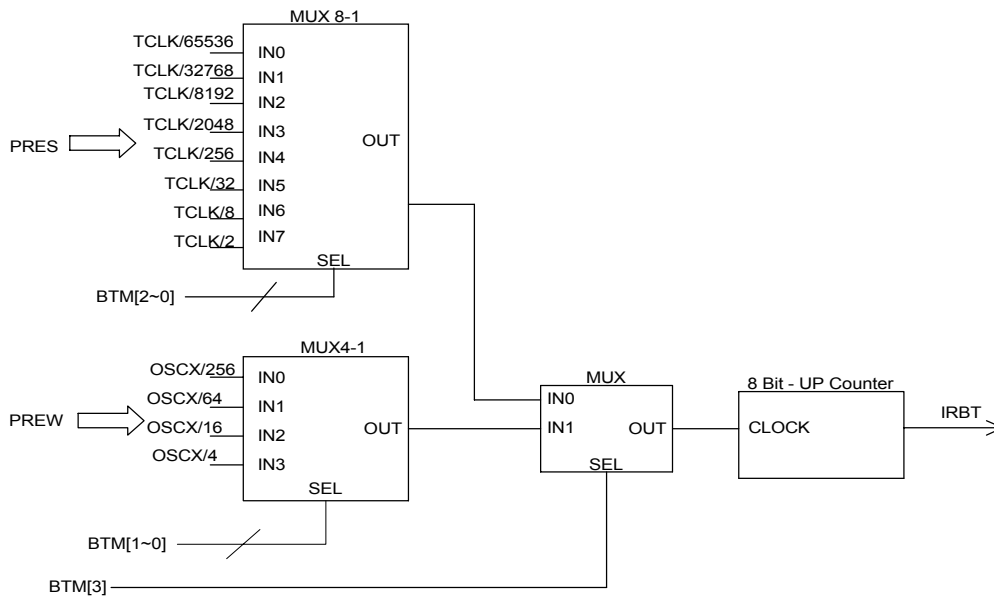 MUX 8-1
TCLK/65536
IN0
TCLK/32768
IN1
TCLK/8192
IN2
TCLK/2048
IN3
PRES
OUT
TCLK/256
IN4
TCLK/32
IN5
TCLK/8
IN6
TCLK/2
IN7
SEL
BTM[2~0]
MUX4-1
OSCX/256
IN0
OSCX/64
IN1
PREW
OSCX/16
IN2
OUT
OSCX/4
IN3
SEL
BTM[1~0]
MUX
IN0
IN1
OUT
SEL
8 Bit - UP Counter
CLOCK
IRBT
BTM[3]